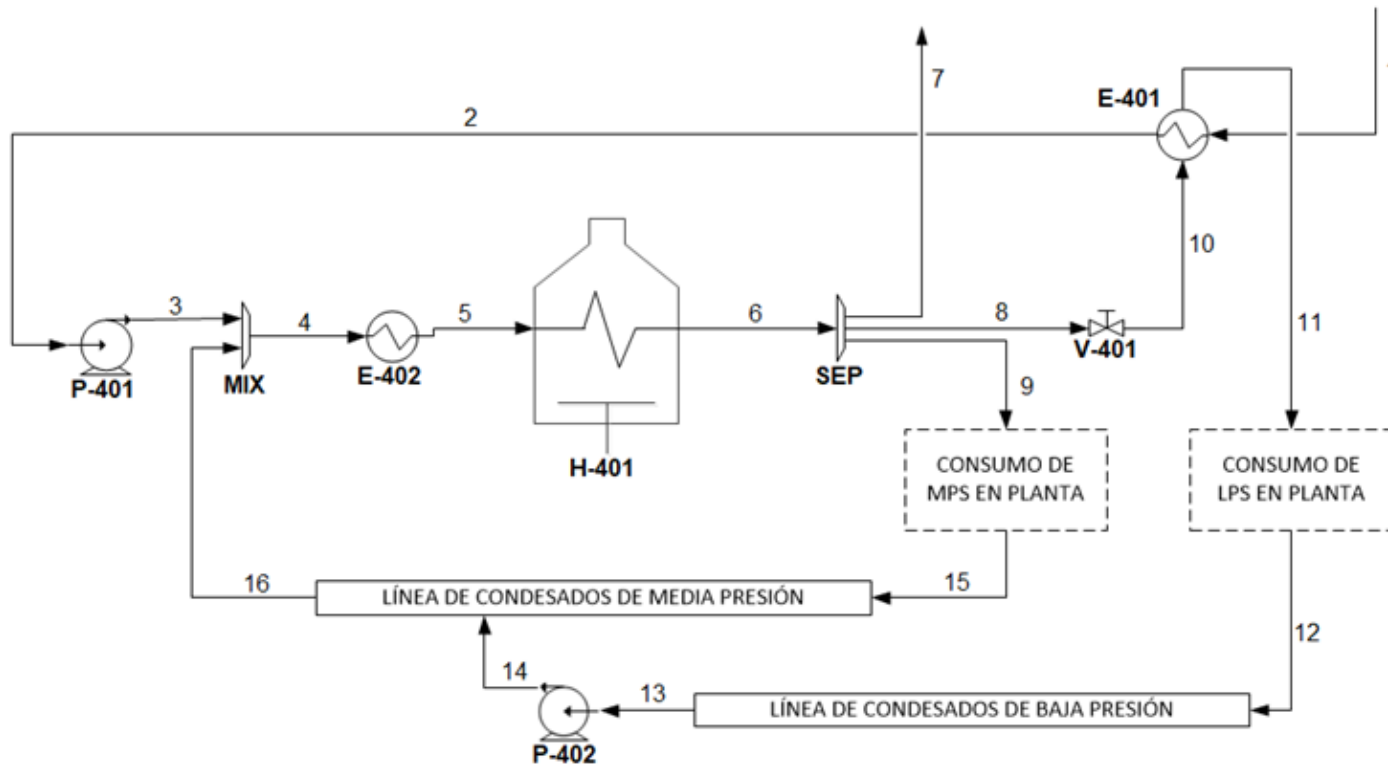 7
E-401
2
10
3
4
5
6
8
11
P-401
MIX
E-402
SEP
V-401
9
H-401
CONSUMO DE
MPS EN PLANTA
CONSUMO DE
LPS EN PLANTA
16
LÍNEA DE CONDESADOS DE MEDIA PRESIÓN
15
12
14
13
LÍNEA DE CONDESADOS DE BAJA PRESIÓN
P-402